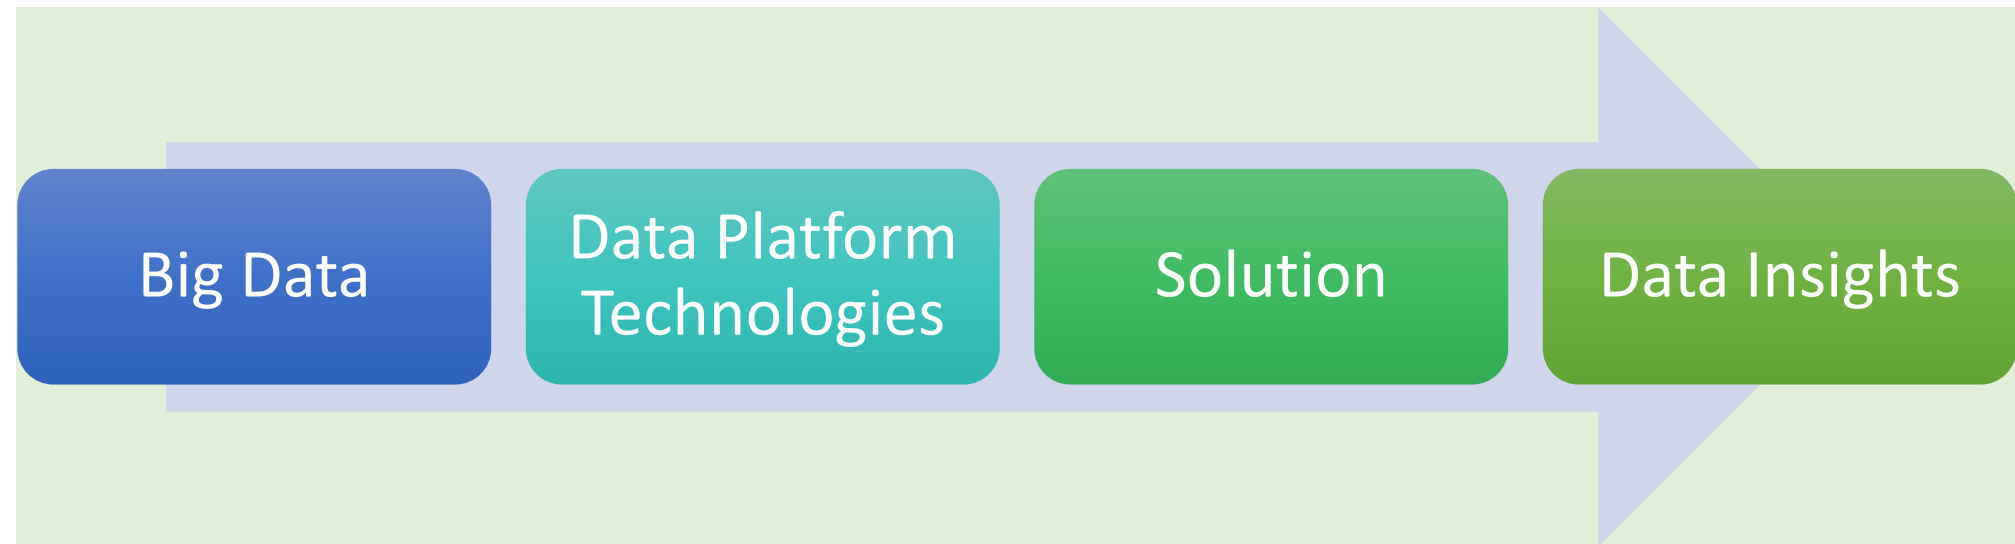 Big Data
Data Platform
Technologies
Solution
Data Insights